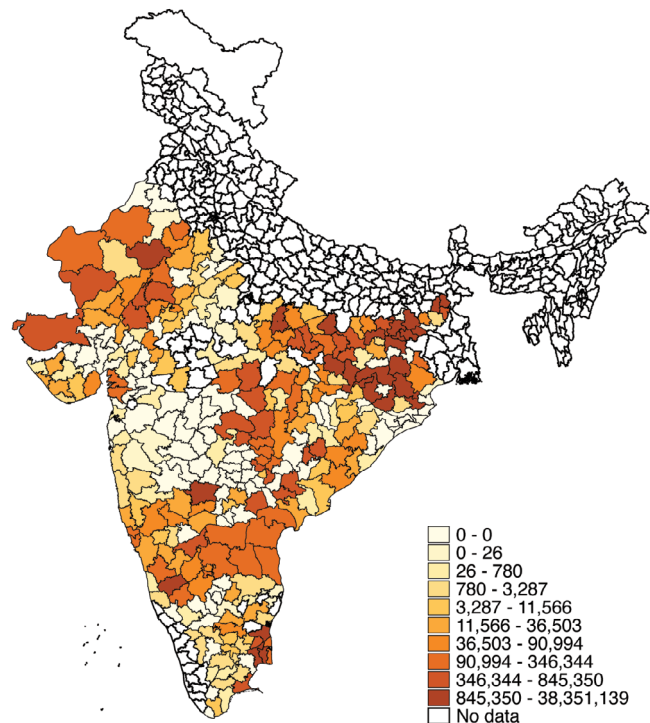 0 - 0
0 - 26
26 - 780
780 - 3,287
3,287 - 11,566
11,566 - 36,503
36,503 - 90,994
90,994 - 346,344
346,344 - 845,350
845,350 - 38,351,139
No data